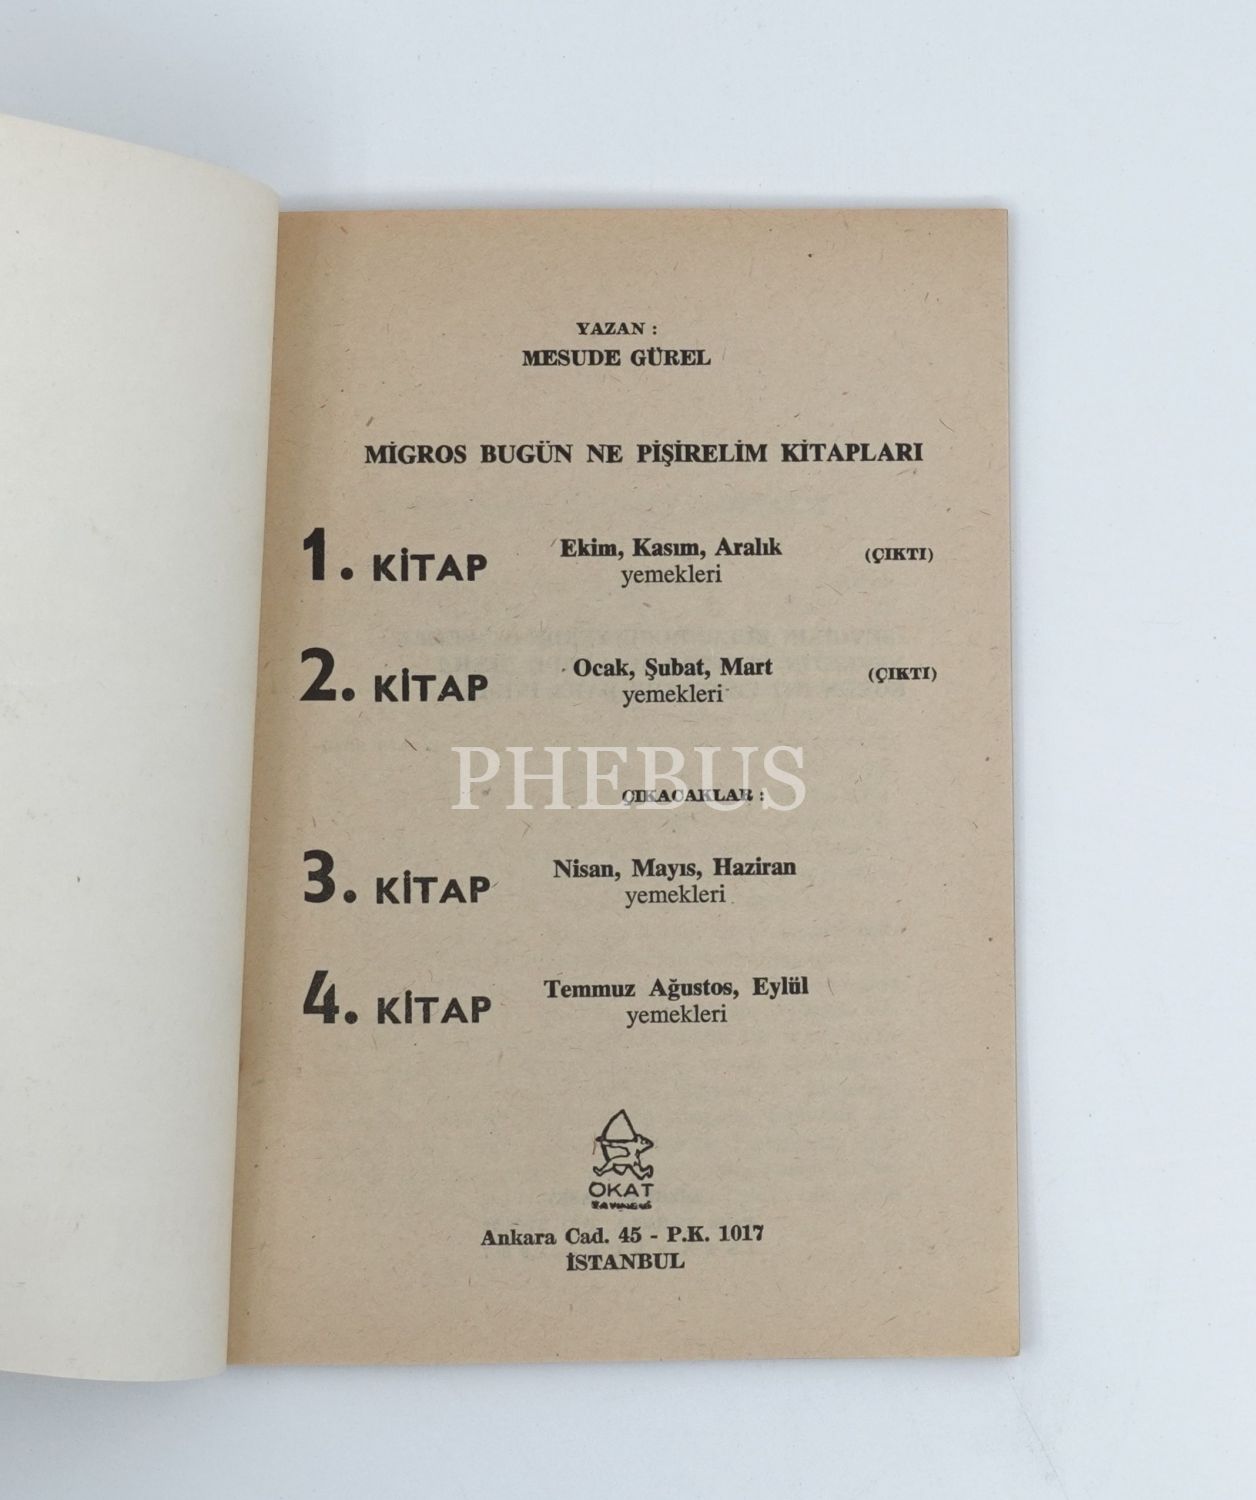 YAZAN :
MESUDE GÜREL
MİGROS BUGÜN NE PİŞİRELİM KİTAPLARI
1. KİTAP Ekim, Kasım, Aralık (ÇIKTI)
yemekleri
2. KİTAP Ocak, Şubat, Mart (ÇIKTI)
yemekleri
PHEBUS
ÇIKACAKLAR :
3. KİTAP Nisan, Mayıs, Haziran
yemekleri
4. KİTAP Temmuz Ağustos, Eylül
yemekleri
OKAT
Ankara Cad. 45 - P.K. 1017
İSTANBUL